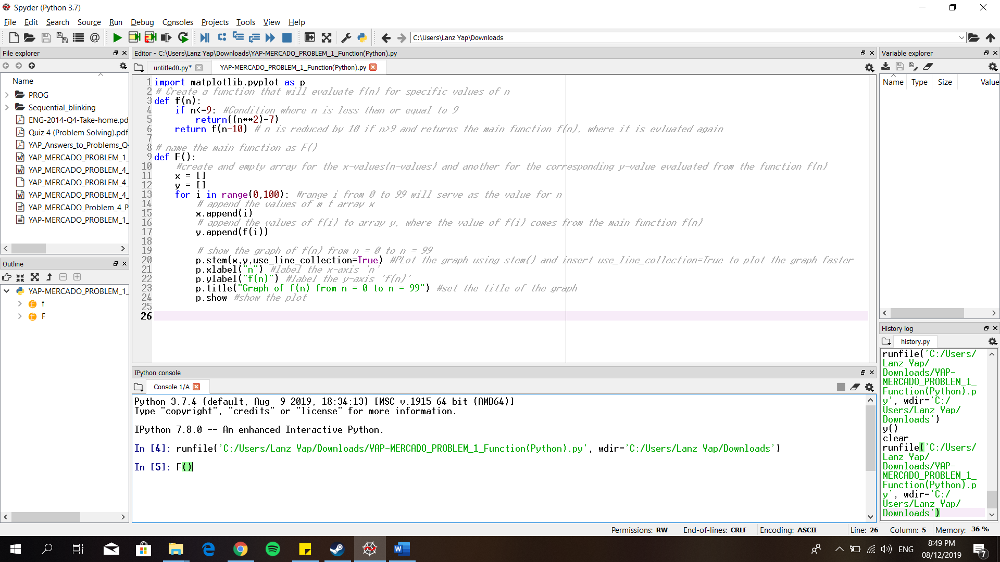 Spyder (Python 3.7)
File Edit Search Source Run Debug Consoles Projects Tools View Help
C:\Users\Lanz Yap\Downloads
File explorer
Name
PROG
Sequential_blinking
ENG-2014-Q4-Take-home.pd
Quiz 4 (Problem Solving).pdf
YAP_Answers_to_Problems_Q4
YAP_MERCADO_PROBLEM_1_
YAP_MERCADO_PROBLEM_4_
YAP_MERCADO_PROBLEM_4_
YAP_MERCADO_PROBLEM_4_
YAP_MERCADO_Problem_4_P
YAP-MERCADO_PROBLEM_1_
Outline
YAP-MERCADO_PROBLEM_1_
f
F
Editor - C:\Users\Lanz Yap\Downloads\YAP-MERCADO_PROBLEM_1_Function(Python).py
untitled0.py* YAP-MERCADO_PROBLEM_1_Function(Python).py
1 import matplotlib.pyplot as p
2 # Create a function that will evaluate f(n) for specific values of n
3 def f(n):
4 if n<=9: #Condition where n is less than or equal to 9
5 return((n**2)-7)
6 return f(n-10) # n is reduced by 10 if n>9 and returns the main function f(n), where it is evluated again
7
8 # name the main function as F()
9 def F():
10 #create and empty array for the x-values(n-values) and another for the corresponding y-value evaluated from the function f(n)
11 x = []
12 y = []
13 for i in range(0,100): #range i from 0 to 99 will serve as the value for n
14 # append the values of m t array x
15 x.append(i)
16 # append the values of f(i) to array y, where the value of f(i) comes from the main function f(n)
17 y.append(f(i))
18
19 # show the graph of f(n) from n = 0 to n = 99
20 p.stem(x,y,use_line_collection=True) #PLot the graph using stem() and insert use_line_collection=True to plot the graph faster
21 p.xlabel("n") #label the x-axis 'n'
22 p.ylabel("f(n)") #label the y-axis 'f(n)'
23 p.title("Graph of f(n) from n = 0 to n = 99") #set the title of the graph
24 p.show #show the plot
25
26
IPython console
Console 1/A
Python 3.7.4 (default, Aug 9 2019, 18:34:13) [MSC v.1915 64 bit (AMD64)]
Type "copyright", "credits" or "license" for more information.
IPython 7.8.0 -- An enhanced Interactive Python.
In [4]: runfile('C:/Users/Lanz Yap/Downloads/YAP-MERCADO_PROBLEM_1_Function(Python).py', wdir='C:/Users/Lanz Yap/Downloads')
In [5]: F()
Variable explorer
Name Type Size Value
History log
history.py
runfile('C:/Users/
Lanz Yap/
Downloads/YAP-
MERCADO_PROBLEM_1_
Function(Python).p
y', wdir='C:/
Users/Lanz Yap/
Downloads')
y()
clear
runfile('C:/Users/
Lanz Yap/
Downloads/YAP-
MERCADO_PROBLEM_1_
Function(Python).p
y', wdir='C:/
Users/Lanz Yap/
Downloads')
Permissions: RW End-of-lines: CRLF Encoding: ASCII Line: 26 Column: 5 Memory: 36 %
ENG
8:49 PM
08/12/2019
7